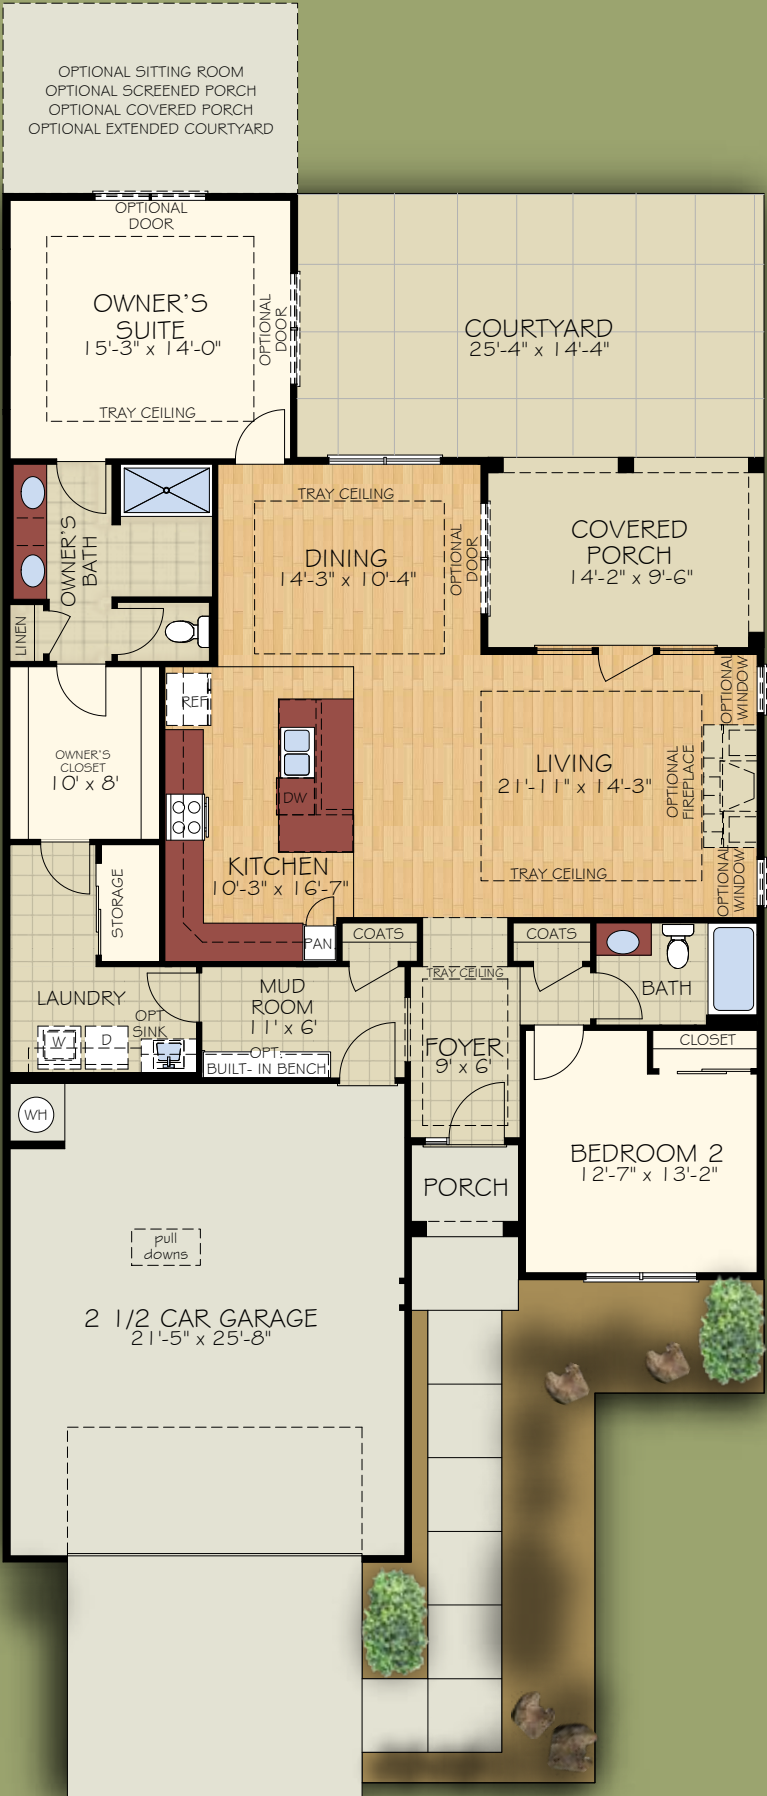 OPTIONAL SITTING ROOM
OPTIONAL SCREENED PORCH
OPTIONAL COVERED PORCH
OPTIONAL EXTENDED COURTYARD
OPTIONAL
DOOR
OWNER'S
SUITE
15'-3" x 14'-0"
OPTIONAL
DOOR
TRAY CEILING
COURTYARD
25'-4" x 14'-4"
TRAY CEILING
DINING
14'-3" x 10'-4"
OPTIONAL
DOOR
COVERED
PORCH
14'-2" x 9'-6"
OWNER'S
BATH
LINEN
REF
OWNER'S
CLOSET
10' x 8'
DW
KITCHEN
10'-3" x 16'-7"
PAN.
LIVING
21'-11" x 14'-3"
TRAY CEILING
OPTIONAL
WINDOW
OPTIONAL
FIREPLACE
OPTIONAL
WINDOW
STORAGE
LAUNDRY
OPT
SINK
W
D
MUD
ROOM
11' x 6'
OPT.
BUILT- IN BENCH
COATS
COATS
TRAY CEILING
FOYER
9' x 6'
BATH
CLOSET
BEDROOM 2
12'-7" x 13'-2"
PORCH
WH
pull
downs
2 1/2 CAR GARAGE
21'-5" x 25'-8"